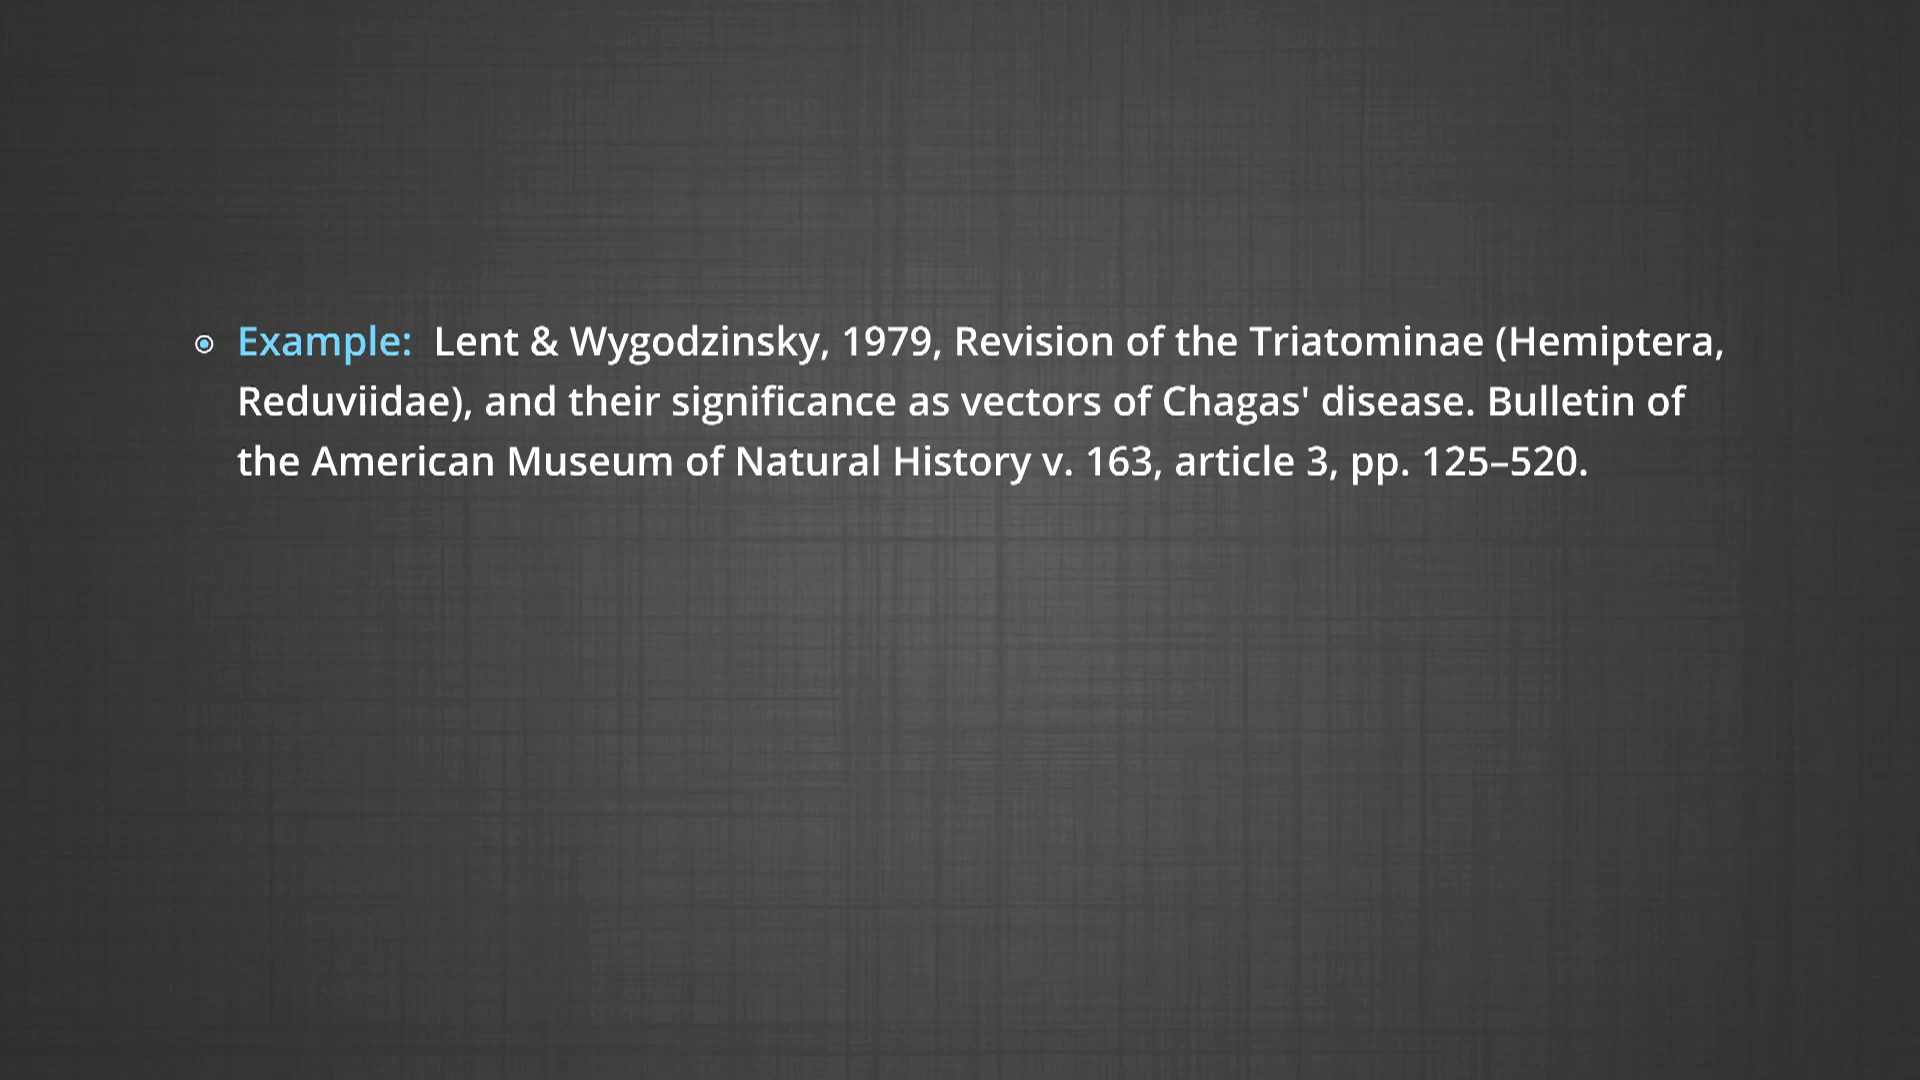 Example: Lent & Wygodzinsky, 1979, Revision of the Triatominae (Hemiptera,
Reduviidae), and their significance as vectors of Chagas' disease. Bulletin of
the American Museum of Natural History v. 163, article 3, pp. 125–520.